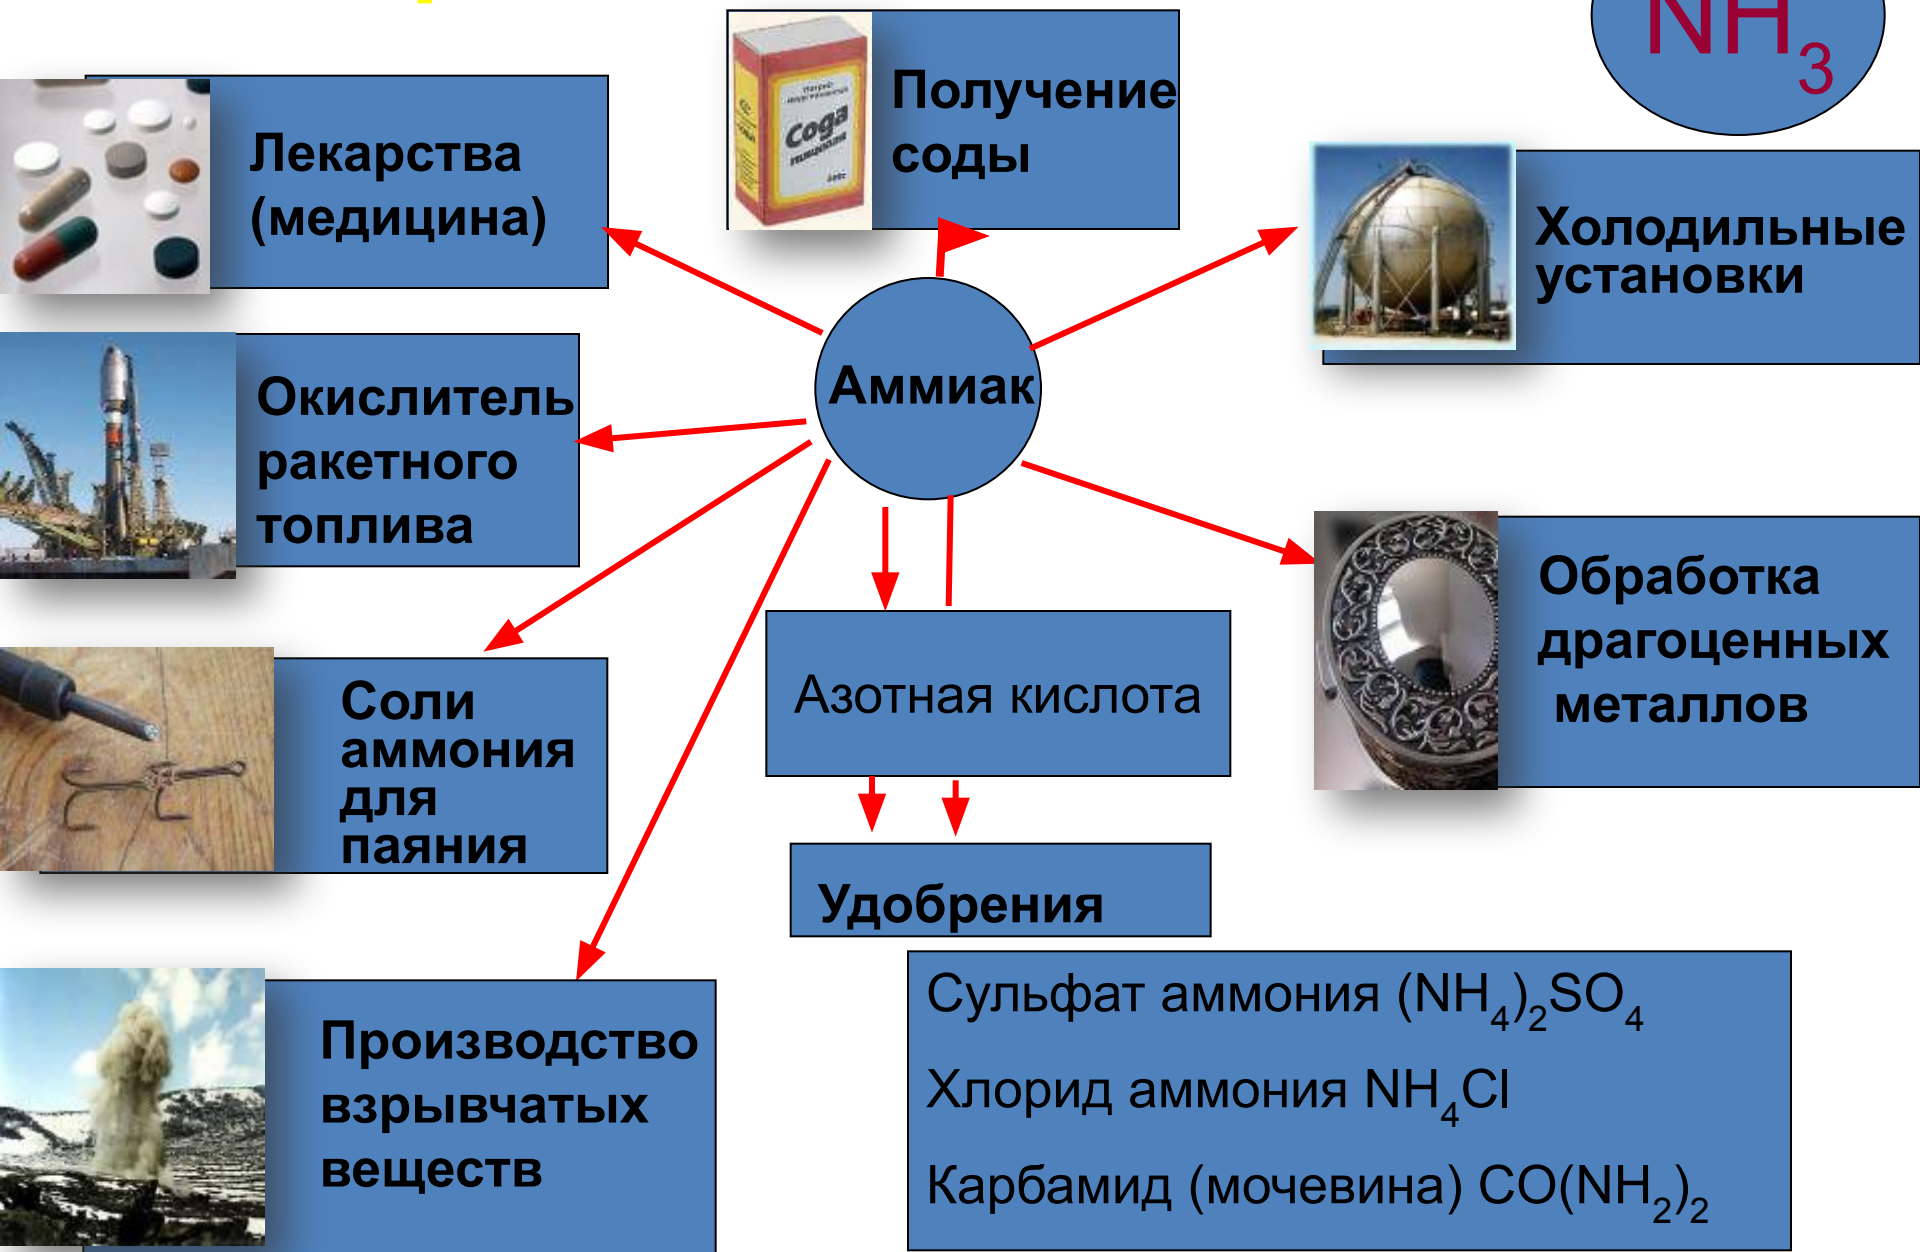 NH3
Получение
соды
Сода
пищевая
Лекарства
(медицина)
Холодильные
установки
Аммиак
Окислитель
ракетного
топлива
Обработка
драгоценных
металлов
Соли
аммония
для
паяния
Азотная кислота
Удобрения
Производство
взрывчатых
веществ
Сульфат аммония (NH4)2SO4
Хлорид аммония NH4Cl
Карбамид (мочевина) CO(NH2)2